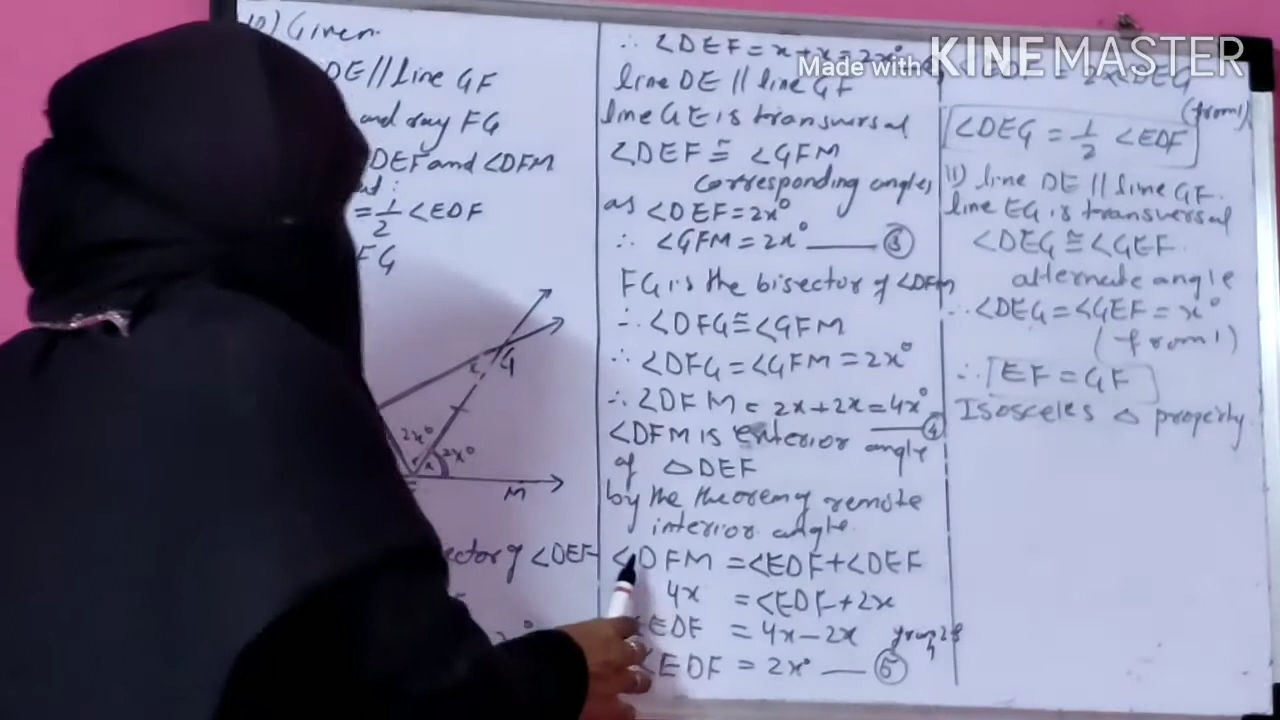 10) Given.
DE // line GF
and ray FG
DEF and ∠DFM
= 1/2 ∠EDF
FG
G
x
2x°
2x°
x
M
ector of ∠DEF
∴ ∠DEF = x + x = 2x°
line DE // line GF
line GE is transversal
∠DEF ≅ ∠GFM
corresponding angles
as ∠DEF = 2x°
∴ ∠GFM = 2x° —— ③
FG is the bisector of ∠DFM
∴ ∠DFG ≅ ∠GFM
∴ ∠DFG = ∠GFM = 2x°
∴ ∠DFM = 2x + 2x = 4x°
—— ④
∠DFM is exterior angle
of △DEF
by the theorem of remote
interior angle.
∠DFM = ∠EDF + ∠DEF
4x = ∠EDF + 2x
EDF = 4x – 2x
∠EDF = 2x° —— ⑤
Made with KINEMASTER
= 2x∠DEG
(from 1)
∠DEG = 1/2 ∠EDF
II) line DE // line GF.
line EG is transversal
∠DEG ≅ ∠GEF.
alternate angle
∴ ∠DEG = ∠GEF = x°
(from 1)
∴ EF = GF
Isosceles △ property.